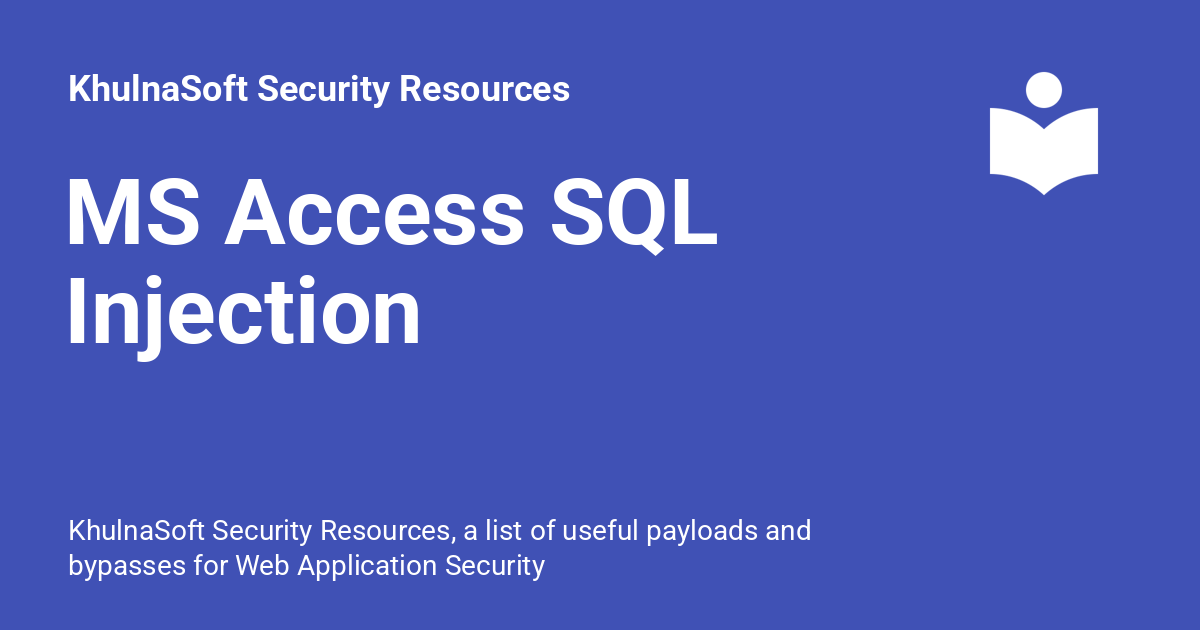 KhulnaSoft Security Resources
MS Access SQL
Injection
KhulnaSoft Security Resources, a list of useful payloads and
bypasses for Web Application Security